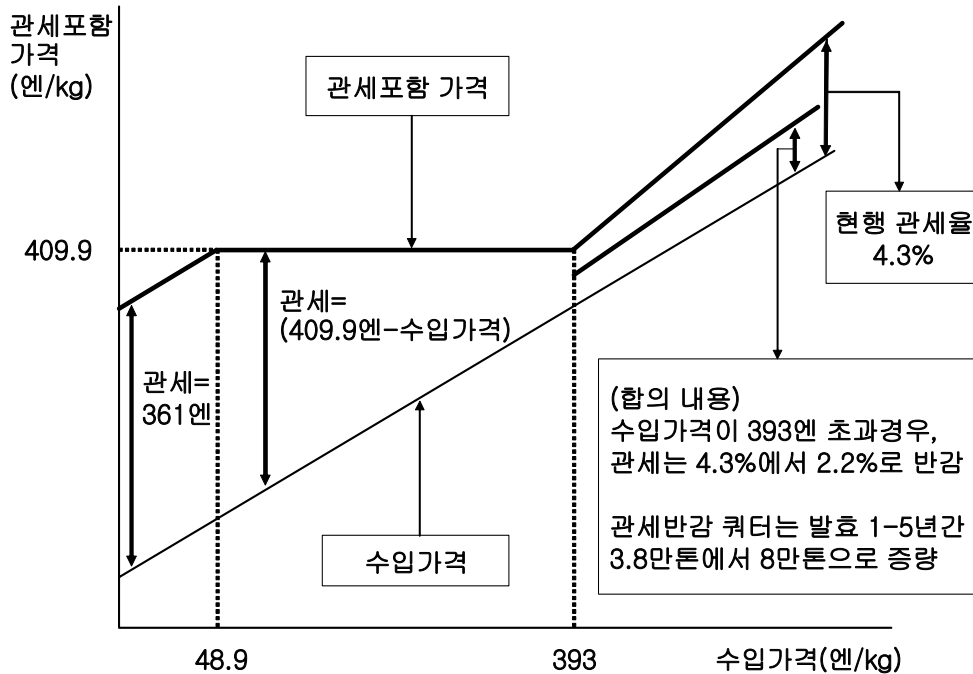 관세포함
가격
(엔/kg)
관세포함 가격
409.9
현행 관세율
4.3%
관세=
(409.9엔-수입가격)
관세=
361엔
(합의 내용)
수입가격이 393엔 초과경우,
관세는 4.3%에서 2.2%로 반감
관세반감 쿼터는 발효 1-5년간
3.8만톤에서 8만톤으로 증량
수입가격
48.9
393
수입가격(엔/kg)